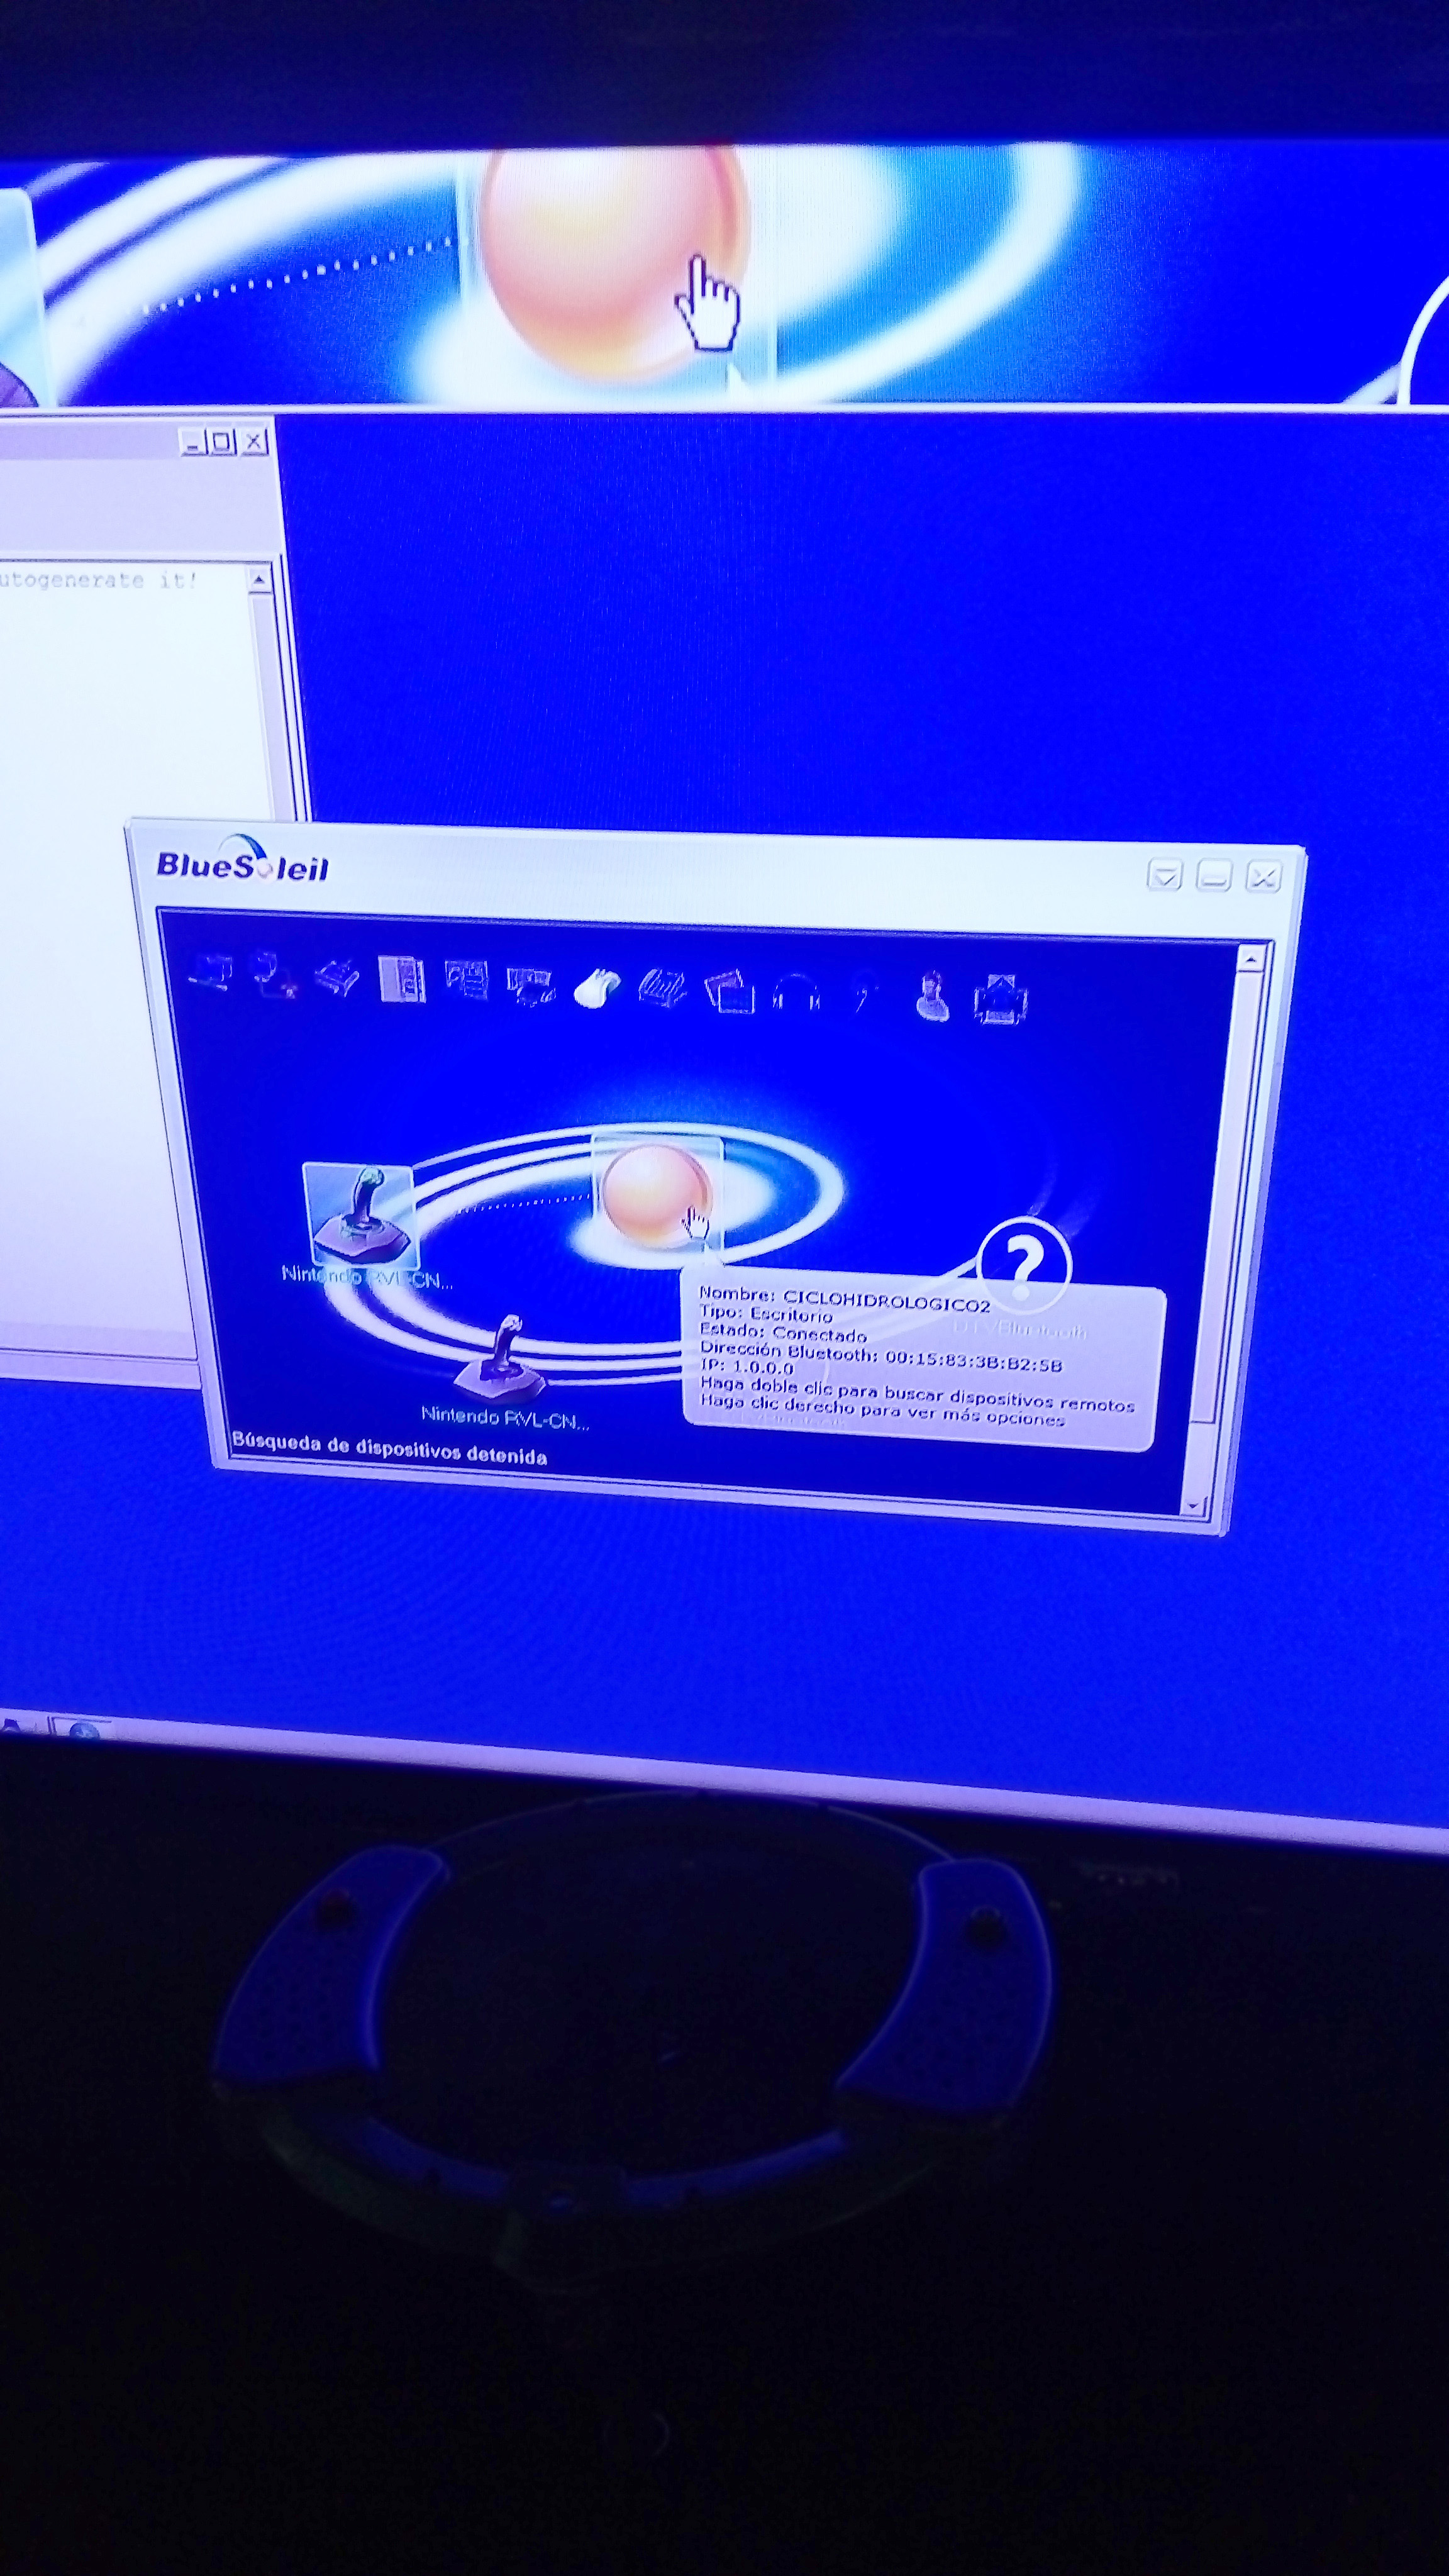 utogenerate it!
BlueSoleil
Nintendo RVL-CN...
Nombre: CICLOHIDROLOGICO2
Tipo: Escritorio
Estado: Conectado
Dirección Bluetooth: 00:15:83:3B:B2:5B
IP: 1.0.0.0
Haga doble clic para buscar dispositivos remotos
Haga clic derecho para ver más opciones
Nintendo RVL-CN...
Búsqueda de dispositivos detenida